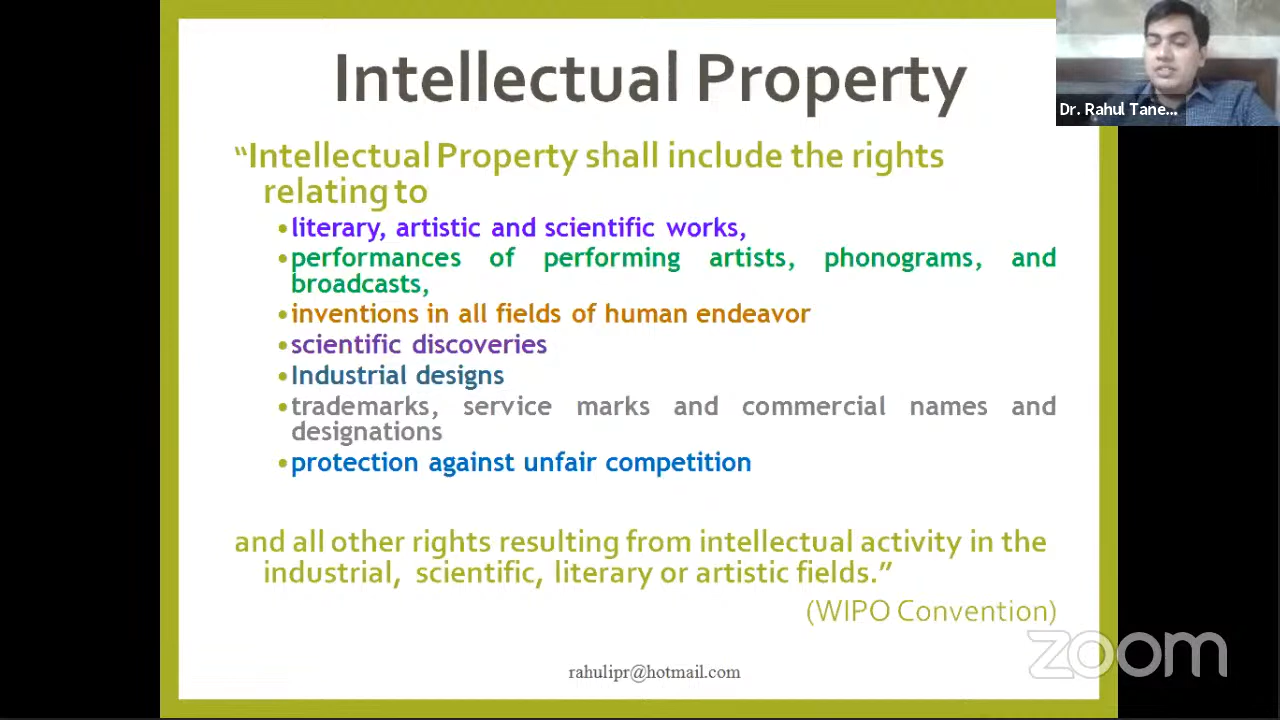 Intellectual Property
Dr. Rahul Tane...
“Intellectual Property shall include the rights
relating to
•literary, artistic and scientific works,
•performances of performing artists, phonograms, and
broadcasts,
•inventions in all fields of human endeavor
•scientific discoveries
•Industrial designs
•trademarks, service marks and commercial names and
designations
•protection against unfair competition
and all other rights resulting from intellectual activity in the
industrial, scientific, literary or artistic fields.”
(WIPO Convention)
zoom
rahulipr@hotmail.com